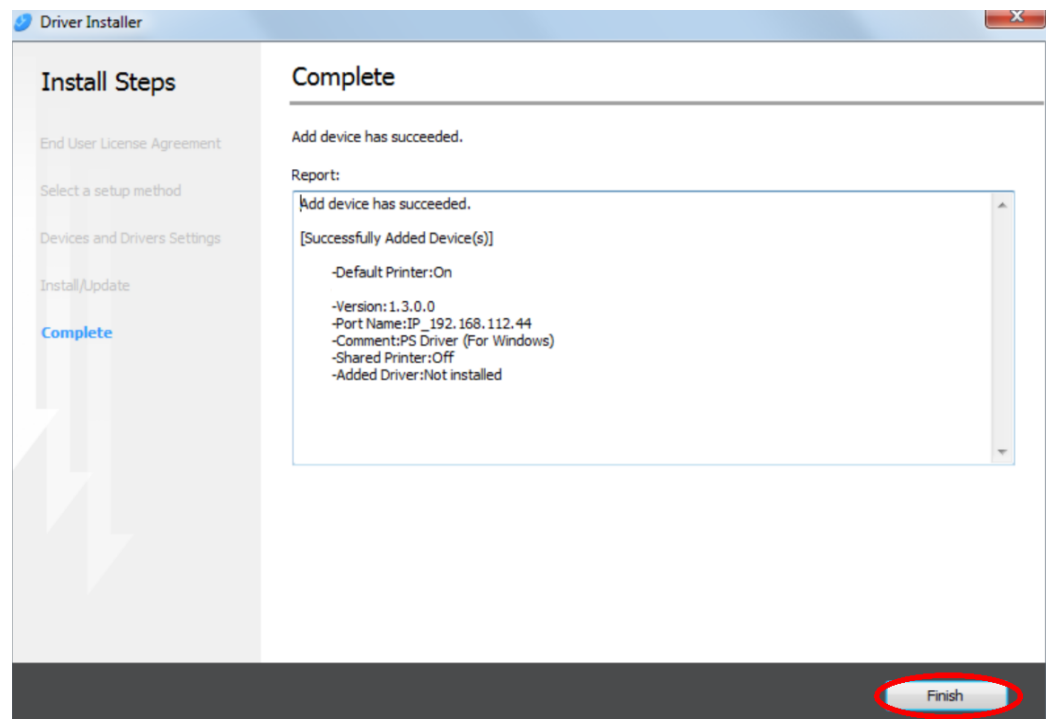 Driver Installer
X
Install Steps
End User License Agreement
Select a setup method
Devices and Drivers Settings
Install/Update
Complete
Complete
Add device has succeeded.
Report:
Add device has succeeded.
[Successfully Added Device(s)]
-Default Printer:On
-Version:1.3.0.0
-Port Name:IP_192.168.112.44
-Comment:PS Driver (For Windows)
-Shared Printer:Off
-Added Driver:Not installed
Finish